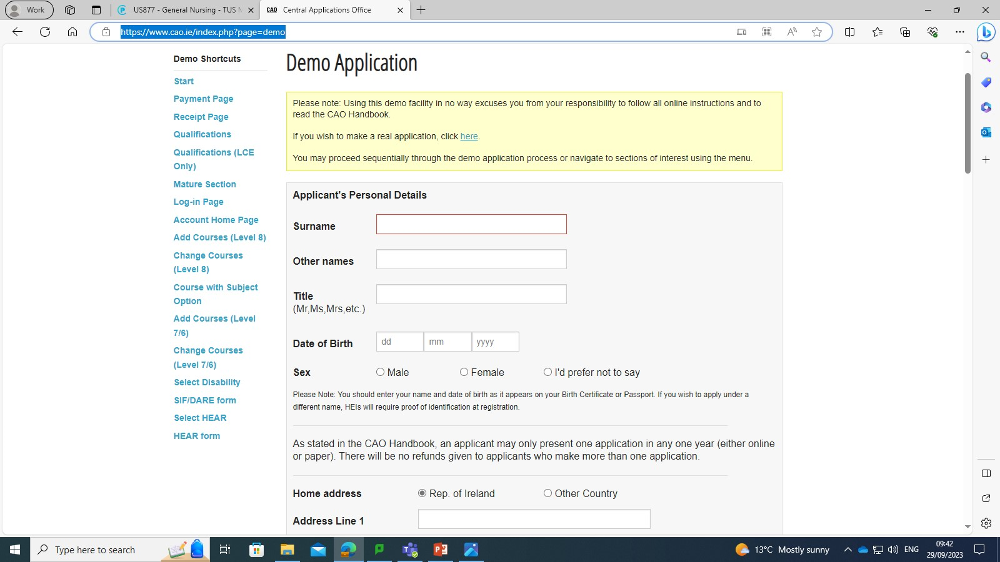 Work
US877 - General Nursing - TUS
CAO Central Applications Office
https://www.cao.ie/index.php?page=demo
Demo Shortcuts
Start
Payment Page
Receipt Page
Qualifications
Qualifications (LCE
Only)
Mature Section
Log-in Page
Account Home Page
Add Courses (Level 8)
Change Courses
(Level 8)
Course with Subject
Option
Add Courses (Level
7/6)
Change Courses
(Level 7/6)
Select Disability
SIF/DARE form
Select HEAR
HEAR form
Demo Application
Please note: Using this demo facility in no way excuses you from your responsibility to follow all online instructions and to
read the CAO Handbook.
If you wish to make a real application, click here.
You may proceed sequentially through the demo application process or navigate to sections of interest using the menu.
Applicant's Personal Details
Surname
Other names
Title
(Mr,Ms,Mrs,etc.)
Date of Birth dd mm yyyy
Sex Male Female I'd prefer not to say
Please Note: You should enter your name and date of birth as it appears on your Birth Certificate or Passport. If you wish to apply under a
different name, HEIs will require proof of identification at registration.
As stated in the CAO Handbook, an applicant may only present one application in any one year (either online
or paper). There will be no refunds given to applicants who make more than one application.
Home address Rep. of Ireland Other Country
Address Line 1
Type here to search
13°C Mostly sunny
ENG
09:42
29/09/2023